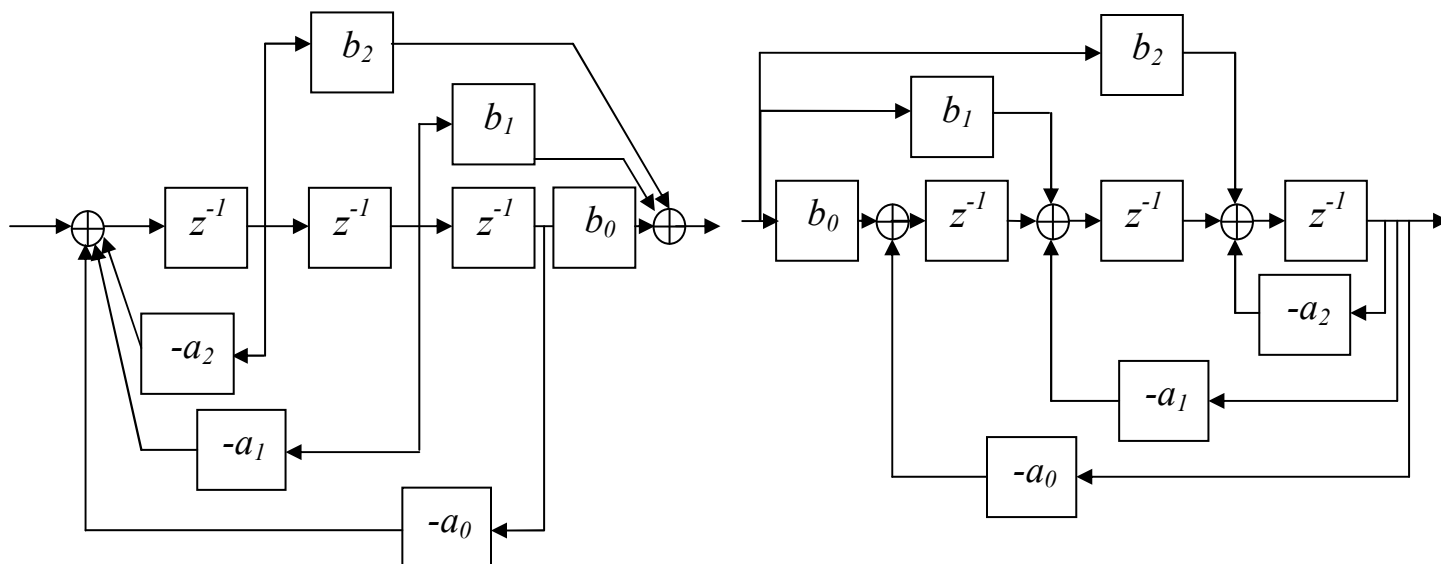 b₂
b₁
z⁻¹ z⁻¹ z⁻¹ b₀
-a₂
-a₁
-a₀
b₂
b₁
b₀ z⁻¹ z⁻¹ z⁻¹
-a₂
-a₁
-a₀